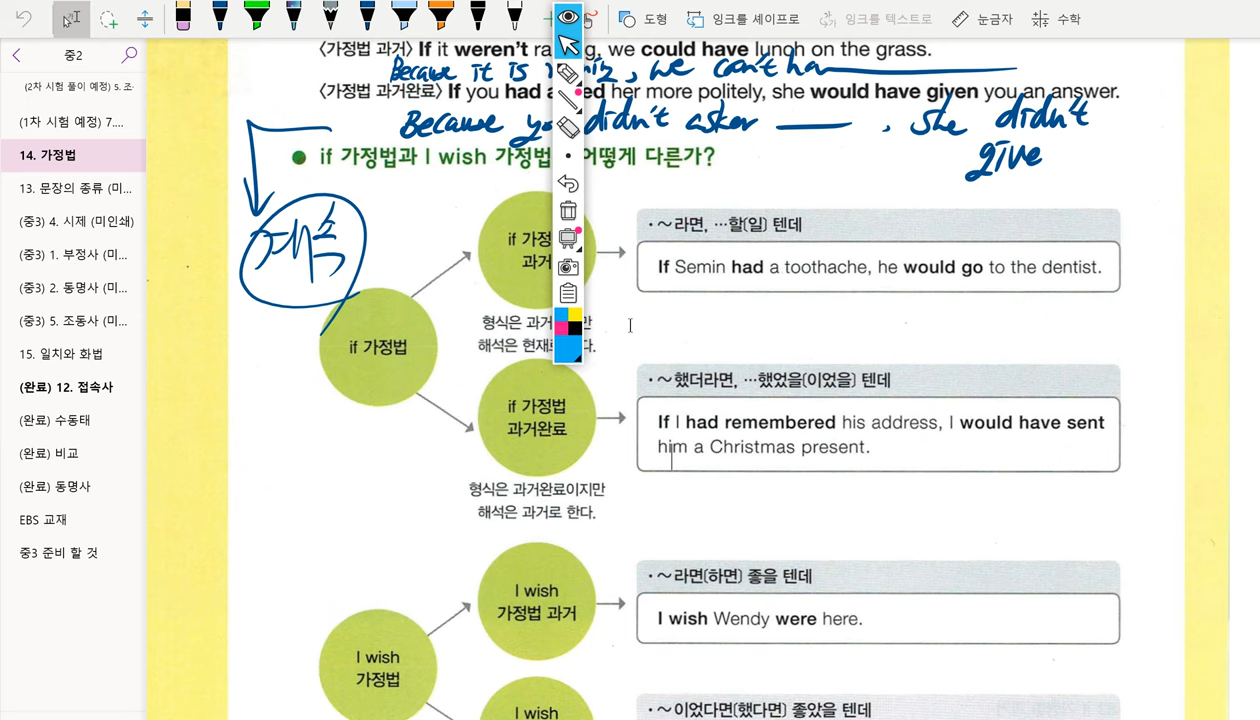 도형
잉크를 셰이프로
잉크를 텍스트로
눈금자
수학
중2
(2차 시험 풀이 예정) 5. 조·
(1차 시험 예정) 7....
14. 가정법
13. 문장의 종류 (미...
(중3) 4. 시제 (미인쇄)
(중3) 1. 부정사 (미...
(중3) 2. 동명사 (미...
(중3) 5. 조동사 (미...
15. 일치와 화법
(완료) 12. 접속사
(완료) 수동태
(완료) 비교
(완료) 동명사
EBS 교재
중3 준비 할 것
〈가정법 과거〉 If it weren't ra g, we could have lunch on the grass.
Because it is , we can't ha
〈가정법 과거완료〉 If you had a ed her more politely, she would have given you an answer.
Because y didn't asker , she didn't
give
if 가정법과 I wish 가정법 어떻게 다른가?
if 가정법
if 가정
과거
형식은 과거 만
해석은 현재 다.
· ~라면, …할(일) 텐데
If Semin had a toothache, he would go to the dentist.
if 가정법
과거완료
형식은 과거완료이지만
해석은 과거로 한다.
· ~했더라면, …했었을(이었을) 텐데
If I had remembered his address, I would have sent
him a Christmas present.
I wish
가정법
I wish
가정법 과거
· ~라면(하면) 좋을 텐데
I wish Wendy were here.
I wish
· ~이었다면(했다면) 좋았을 텐데